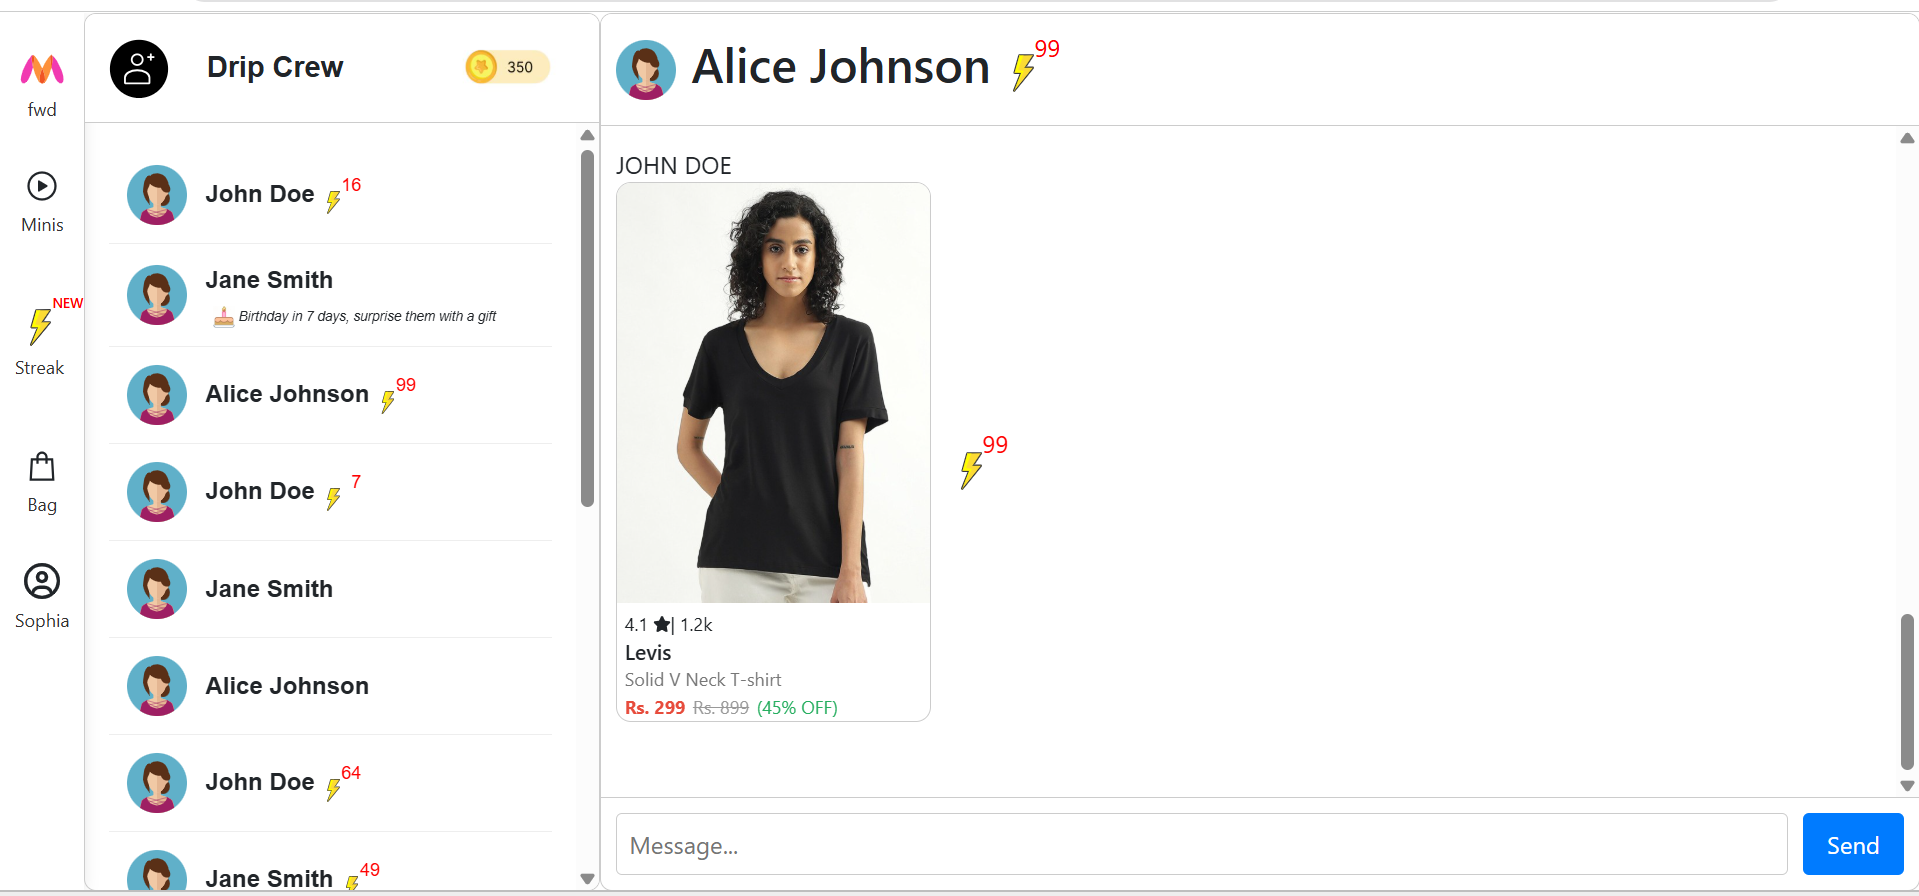 fwd
Minis
NEW
Streak
Bag
Sophia
Drip Crew
350
John Doe 16
Jane Smith
Birthday in 7 days, surprise them with a gift
Alice Johnson 99
John Doe 7
Jane Smith
Alice Johnson
John Doe 64
Jane Smith 49
Alice Johnson 99
JOHN DOE
99
4.1 | 1.2k
Levis
Solid V Neck T-shirt
Rs. 299 Rs. 899 (45% OFF)
Message...
Send